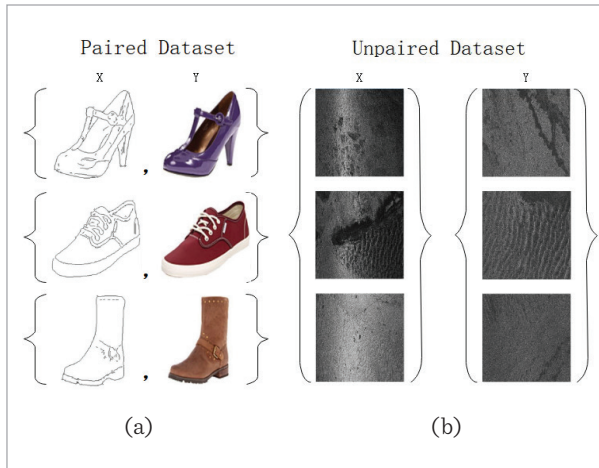 Paired Dataset
Unpaired Dataset
X
Y
X
Y
,
,
,
(a)
(b)